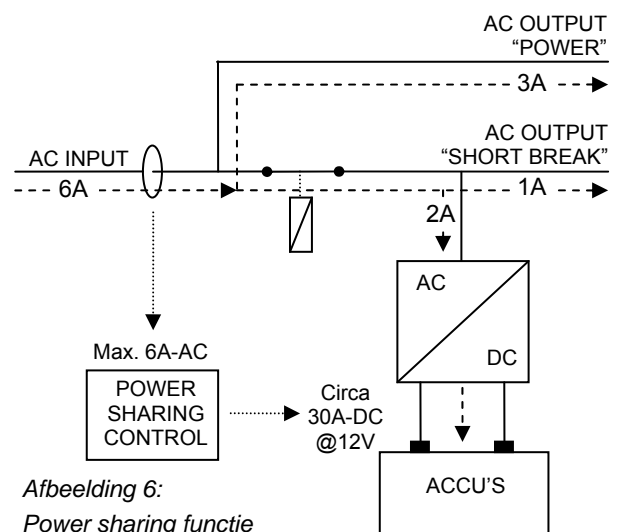 AC OUTPUT
“POWER”
3A
AC OUTPUT
“SHORT BREAK”
AC INPUT
6A
1A
2A
AC
DC
Max. 6A-AC
POWER
SHARING
CONTROL
Circa
30A-DC
@12V
ACCU'S
Afbeelding 6:
Power sharing functie